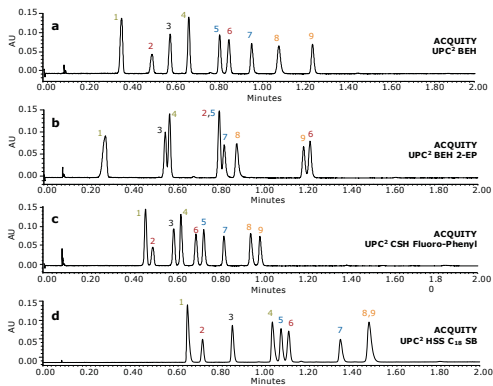 0.15 a 1 2 3 4 5 6 7 8 9 ACQUITY
0.10 UPC² BEH
AU
0.05
0.00
0.00 0.20 0.40 0.60 0.80 1.00 1.20 1.40 1.60 1.80 2.00
Minutes
0.15 b 1 3 4 2,5 7 8 9 6 ACQUITY
0.10 UPC² BEH 2-EP
AU
0.05
0.00
0.00 0.20 0.40 0.60 0.80 1.00 1.20 1.40 1.60 1.80 2.00
Minutes
0.15 c 1 2 3 4 6 5 7 8 9 ACQUITY
0.10 UPC² CSH Fluoro-Phenyl
AU
0.05
0.00
0.00 0.20 0.40 0.60 0.80 1.00 1.20 1.40 1.60 1.80 2.00
Minutes 0
0.15 d 1 2 3 4 5 6 7 8,9 ACQUITY
0.10 UPC² HSS C₁₈ SB
AU
0.05
0.00
0.00 0.20 0.40 0.60 0.80 1.00 1.20 1.40 1.60 1.80 2.00
Minutes